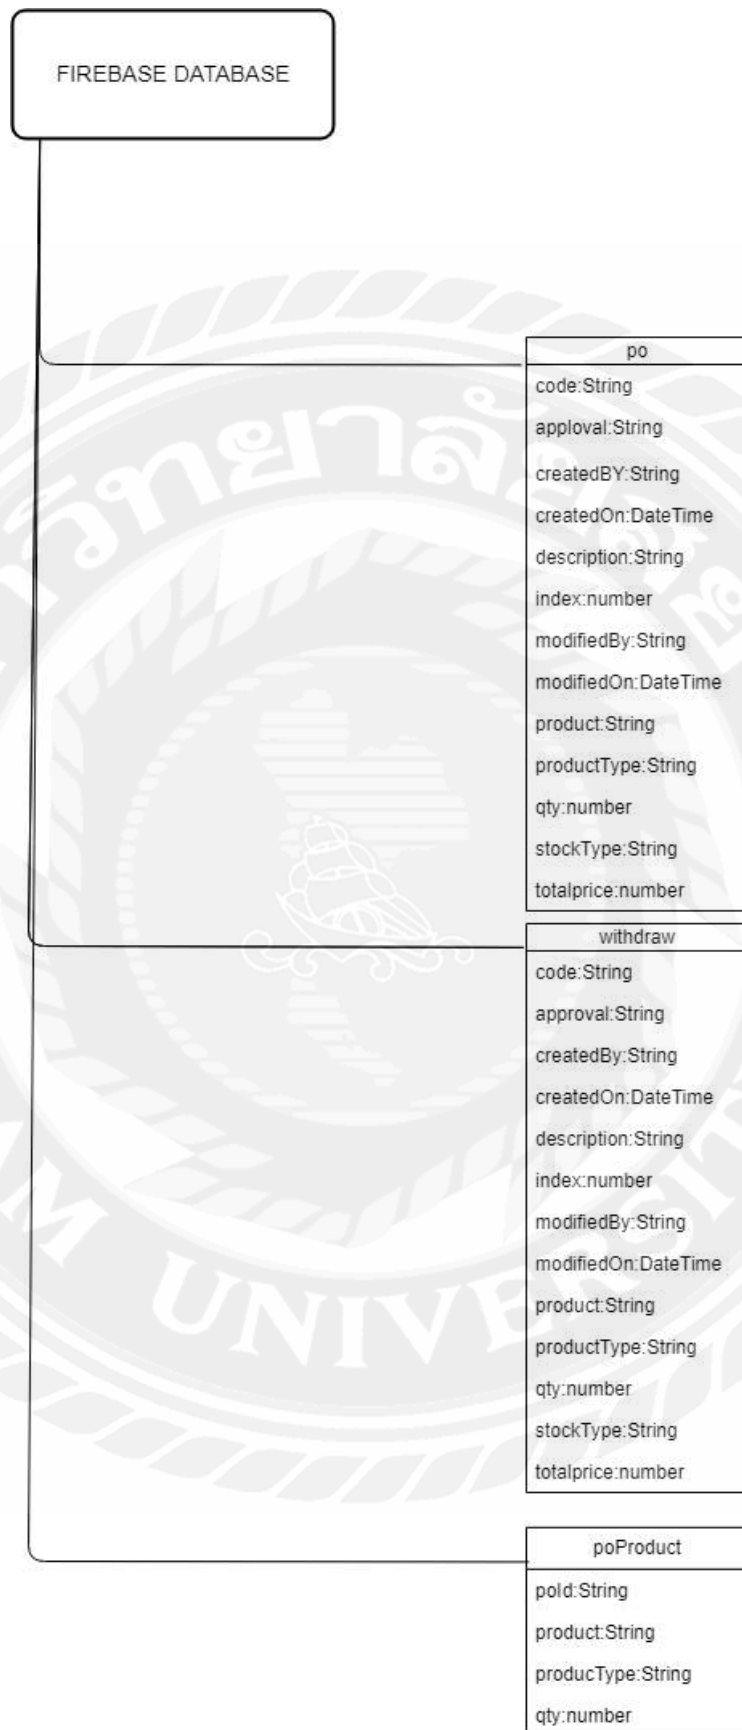 FIREBASE DATABASE
po
code:String
apploval:String
createdBY:String
createdOn:DateTime
description:String
index:number
modifiedBy:String
modifiedOn:DateTime
product:String
productType:String
qty:number
stockType:String
totalprice:number
withdraw
code:String
approval:String
createdBy:String
createdOn:DateTime
description:String
index:number
modifiedBy:String
modifiedOn:DateTime
product:String
productType:String
qty:number
stockType:String
totalprice:number
poProduct
poId:String
product:String
producType:String
qty:number
UNIVERSIT